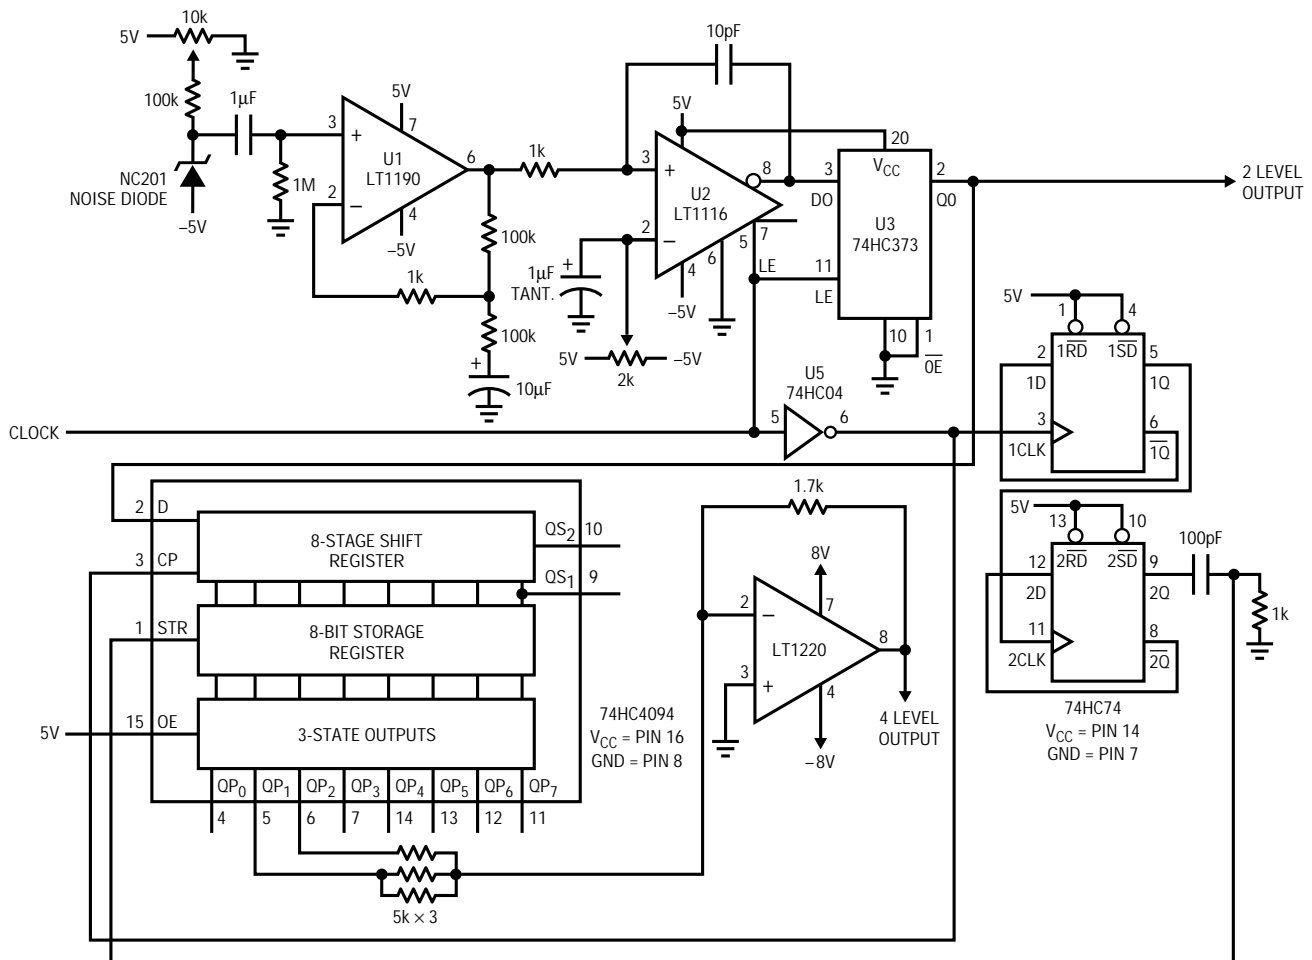 10k
5V
100k
1µF
NC201
NOISE DIODE
–5V
1M
3
+
2
–
U1
LT1190
5V
7
4
–5V
6
1k
100k
1k
100k
+
10µF
10pF
5V
3
+
2
–
U2
LT1116
8
7
5
6
4
–5V
+
1µF
TANT.
5V
–5V
2k
20
VCC
3
DO
U3
74HC373
2
QO
2 LEVEL
OUTPUT
LE
11
LE
10
1
OE
CLOCK
U5
74HC04
5
6
5V
1
4
1RD
1SD
2
1D
5
1Q
3
1CLK
6
1Q
5V
13
10
2RD
2SD
12
2D
9
2Q
11
2CLK
8
2Q
74HC74
VCC = PIN 14
GND = PIN 7
100pF
1k
2
D
8-STAGE SHIFT
REGISTER
QS2
10
3
CP
QS1
9
1
STR
8-BIT STORAGE
REGISTER
5V
15
OE
3-STATE OUTPUTS
74HC4094
VCC = PIN 16
GND = PIN 8
QP0 QP1 QP2 QP3 QP4 QP5 QP6 QP7
4 5 6 7 14 13 12 11
5k × 3
1.7k
8V
2
–
7
LT1220
8
3
+
4
–8V
4 LEVEL
OUTPUT